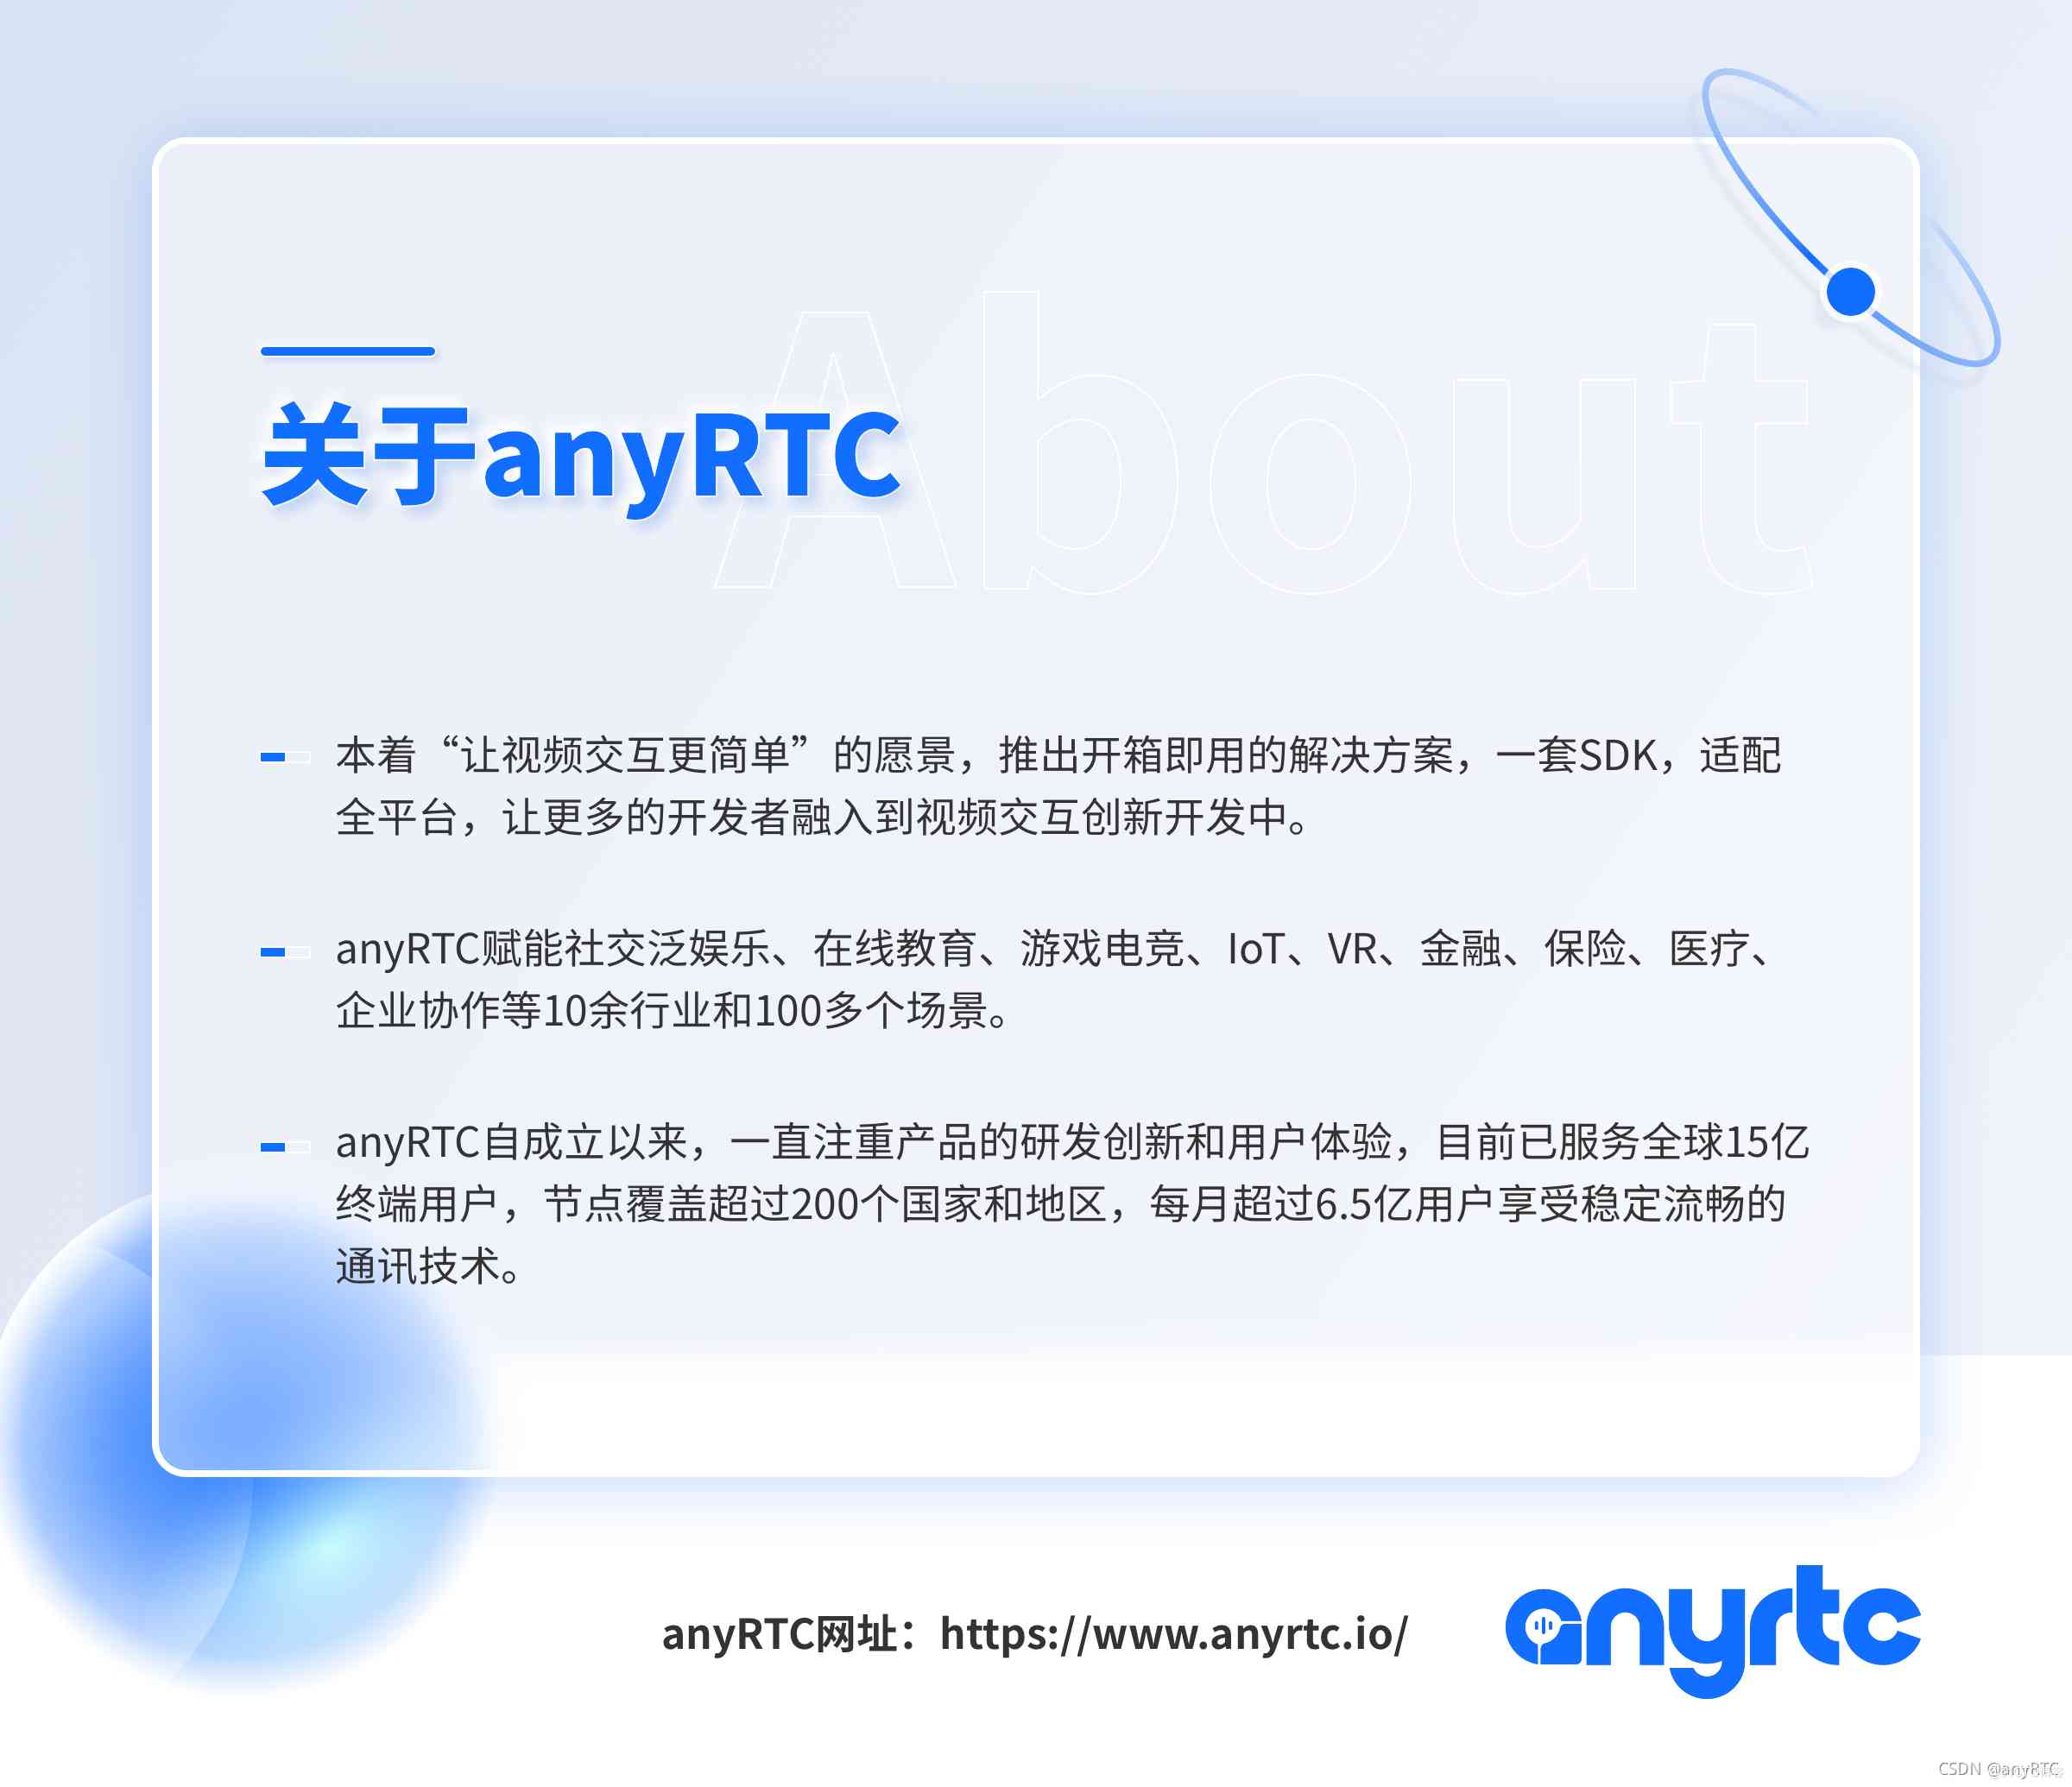 About
关于anyRTC
本着“让视频交互更简单”的愿景，推出开箱即用的解决方案，一套SDK，适配
全平台，让更多的开发者融入到视频交互创新开发中。
anyRTC赋能社交泛娱乐、在线教育、游戏电竞、IoT、VR、金融、保险、医疗、
企业协作等10余行业和100多个场景。
anyRTC自成立以来，一直注重产品的研发创新和用户体验，目前已服务全球15亿
终端用户，节点覆盖超过200个国家和地区，每月超过6.5亿用户享受稳定流畅的
通讯技术。
anyRTC网址：https://www.anyrtc.io/
anyrtc
CSDN @anyRTC